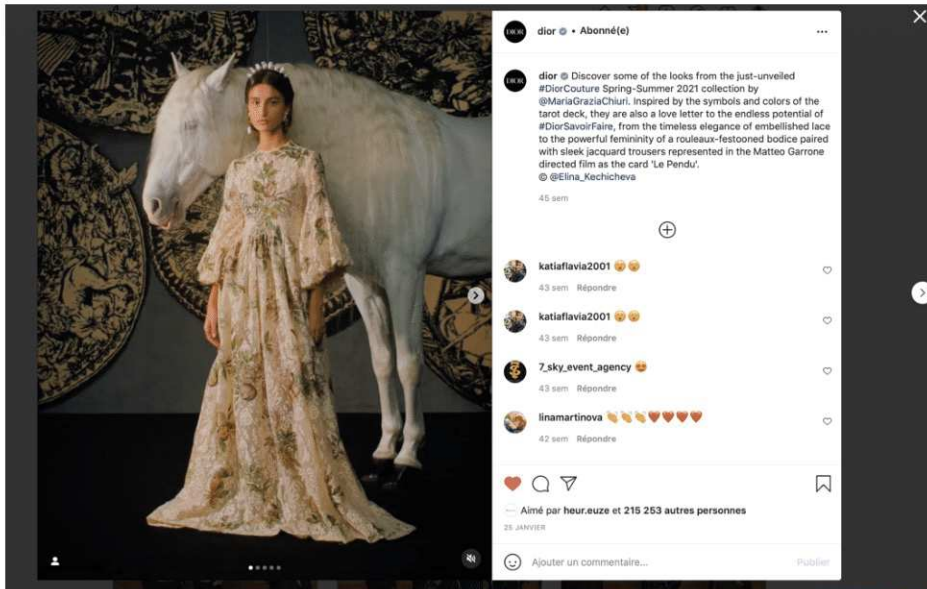 DIOR
dior • Abonné(e)
DIOR
dior Discover some of the looks from the just-unveiled
#DiorCouture Spring-Summer 2021 collection by
@MariaGraziaChiuri. Inspired by the symbols and colors of the
tarot deck, they are also a love letter to the endless potential of
#DiorSavoirFaire, from the timeless elegance of embellished lace
to the powerful femininity of a rouleaux-festooned bodice paired
with sleek jacquard trousers represented in the Matteo Garrone
directed film as the card 'Le Pendu'.
© @Elina_Kechicheva
45 sem
katiaflavia2001 😍😍
43 sem Répondre
katiaflavia2001 😍😍
43 sem Répondre
7_sky_event_agency 😍
43 sem Répondre
linamartinova 👏👏👏❤️❤️❤️❤️
42 sem Répondre
Aimé par heur.euze et 215 253 autres personnes
25 JANVIER
Ajouter un commentaire...
Publier